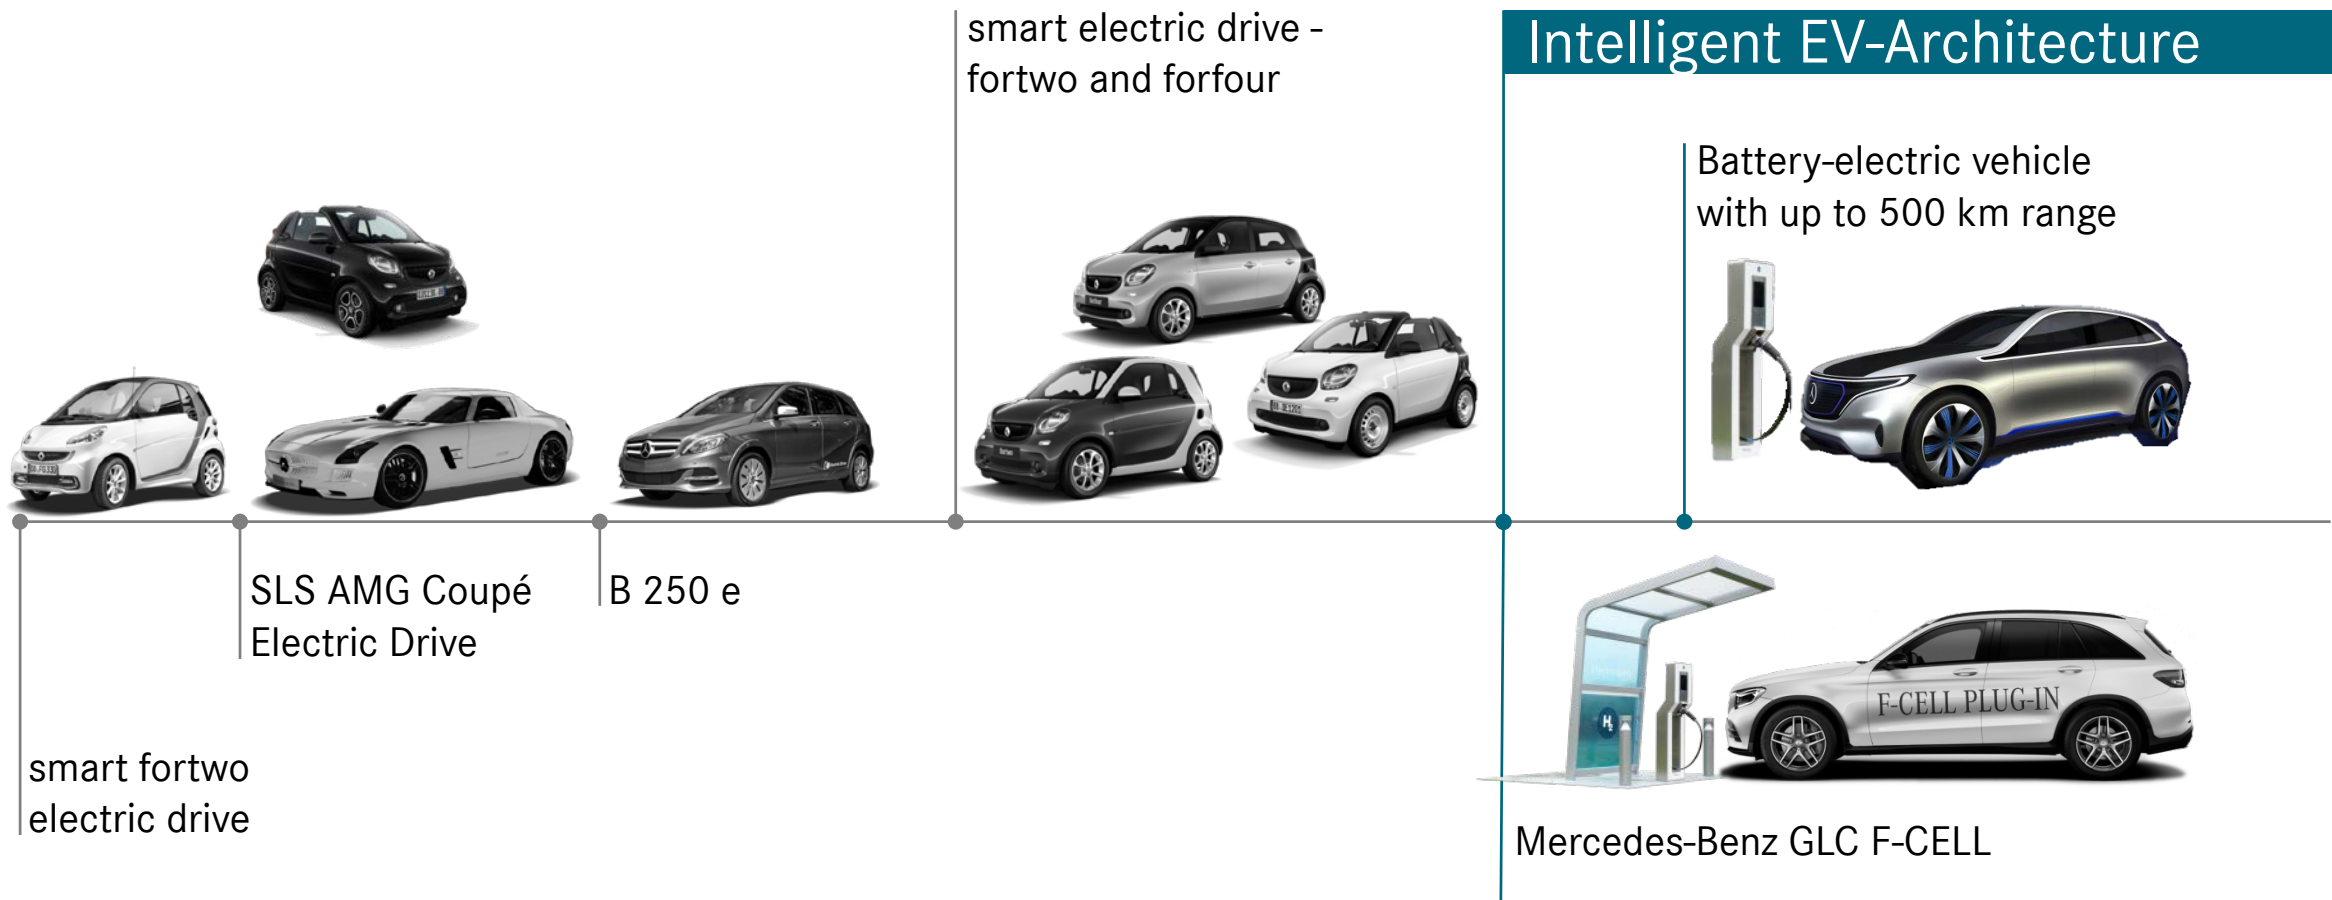 smart electric drive -
fortwo and forfour
Intelligent EV-Architecture
Battery-electric vehicle
with up to 500 km range
SLS AMG Coupé
Electric Drive
B 250 e
smart fortwo
electric drive
H2
F-CELL PLUG-IN
Mercedes-Benz GLC F-CELL